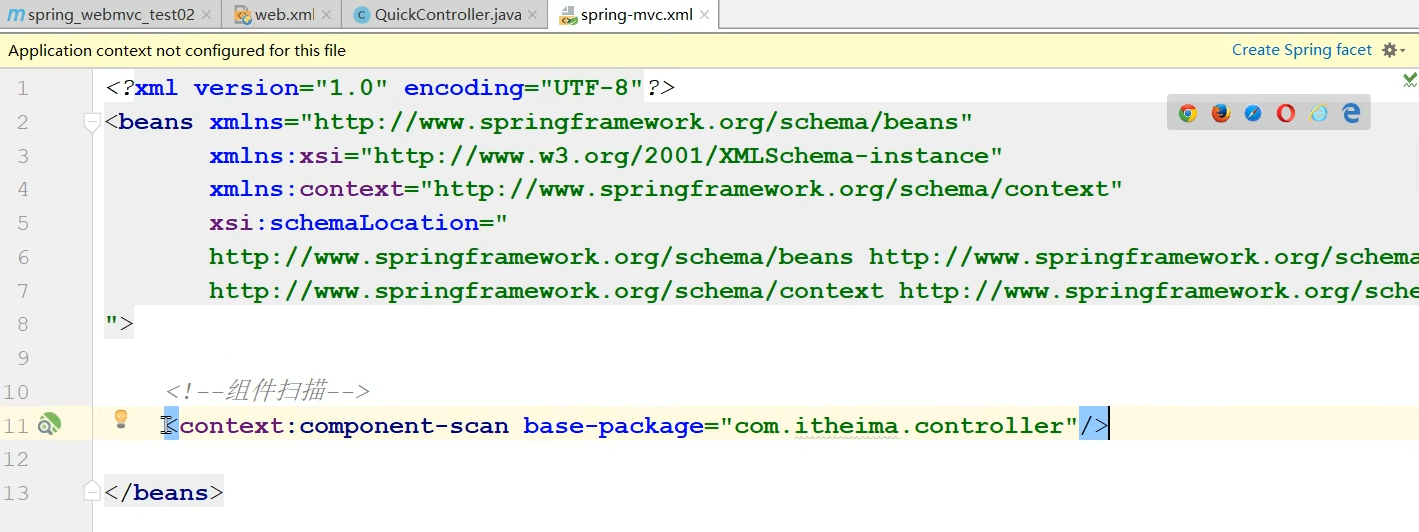 spring_webmvc_test02 web.xml QuickController.java spring-mvc.xml
Application context not configured for this file Create Spring facet
1 <?xml version="1.0" encoding="UTF-8"?>
2 <beans xmlns="http://www.springframework.org/schema/beans"
3 xmlns:xsi="http://www.w3.org/2001/XMLSchema-instance"
4 xmlns:context="http://www.springframework.org/schema/context"
5 xsi:schemaLocation="
6 http://www.springframework.org/schema/beans http://www.springframework.org/schema
7 http://www.springframework.org/schema/context http://www.springframework.org/sche
8 ">
9
10 <!--组件扫描-->
11 <context:component-scan base-package="com.itheima.controller"/>
12
13 </beans>